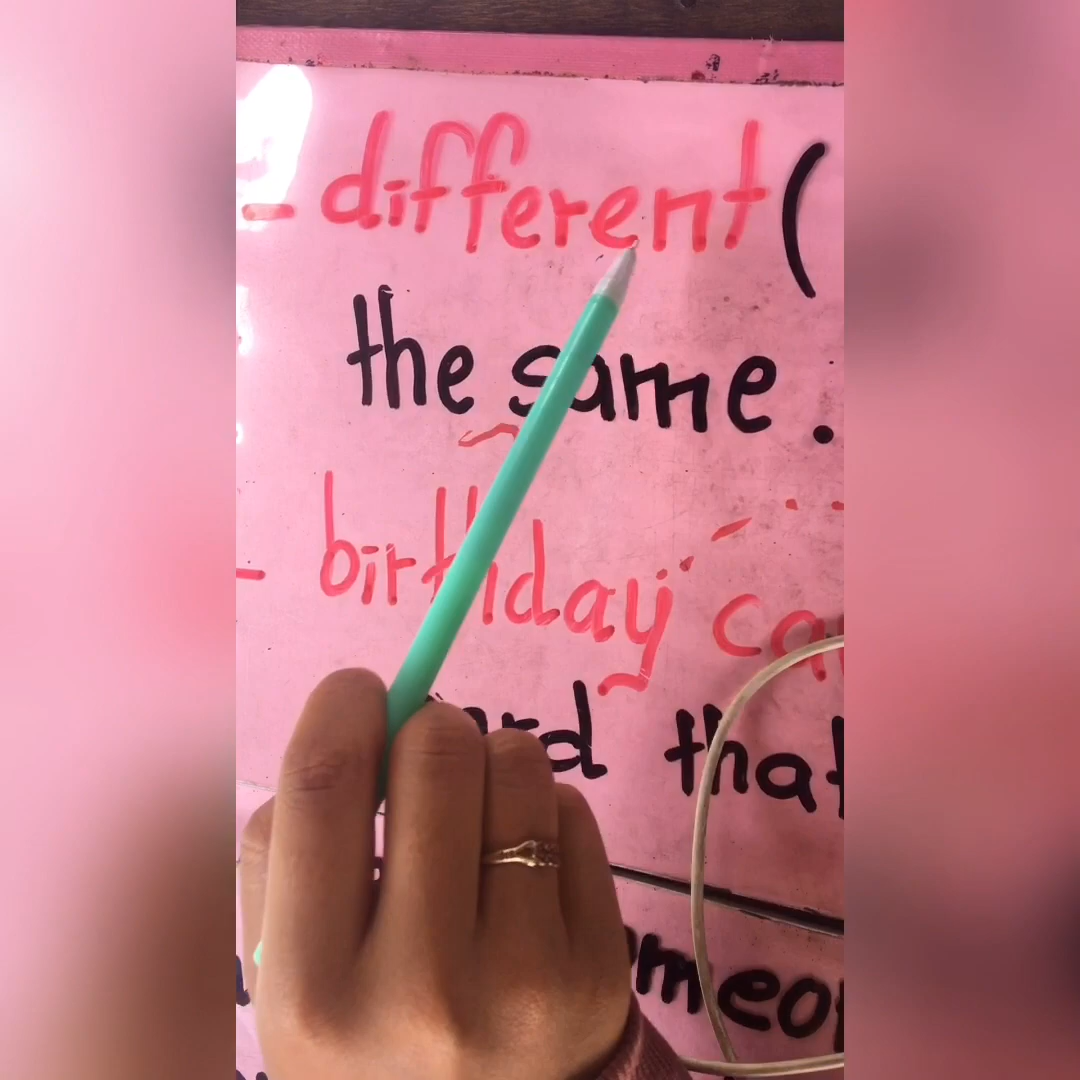 - different (
the same.
- birthday
that